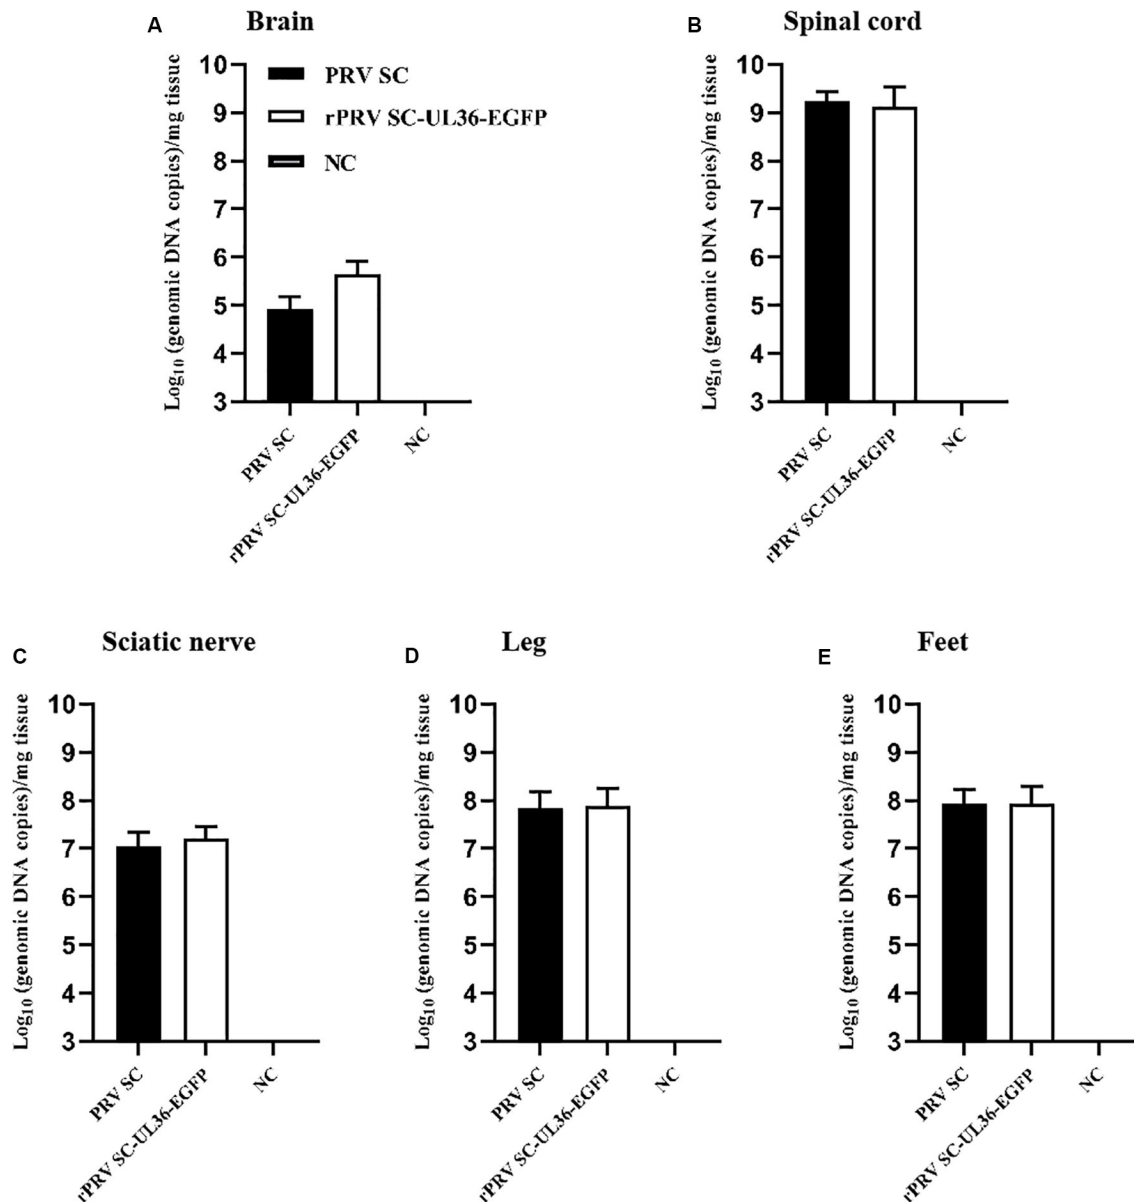 A Brain
Log10 (genomic DNA copies)/mg tissue
10
9
8
7
6
5
4
3
PRV SC
rPRV SC-UL36-EGFP
NC
PRV SC
rPRV SC-UL36-EGFP
NC
B Spinal cord
Log10 (genomic DNA copies)/mg tissue
10
9
8
7
6
5
4
3
PRV SC
rPRV SC-UL36-EGFP
NC
C Sciatic nerve
Log10 (genomic DNA copies)/mg tissue
10
9
8
7
6
5
4
3
PRV SC
rPRV SC-UL36-EGFP
NC
D Leg
Log10 (genomic DNA copies)/mg tissue
10
9
8
7
6
5
4
3
PRV SC
rPRV SC-UL36-EGFP
NC
E Feet
Log10 (genomic DNA copies)/mg tissue
10
9
8
7
6
5
4
3
PRV SC
rPRV SC-UL36-EGFP
NC